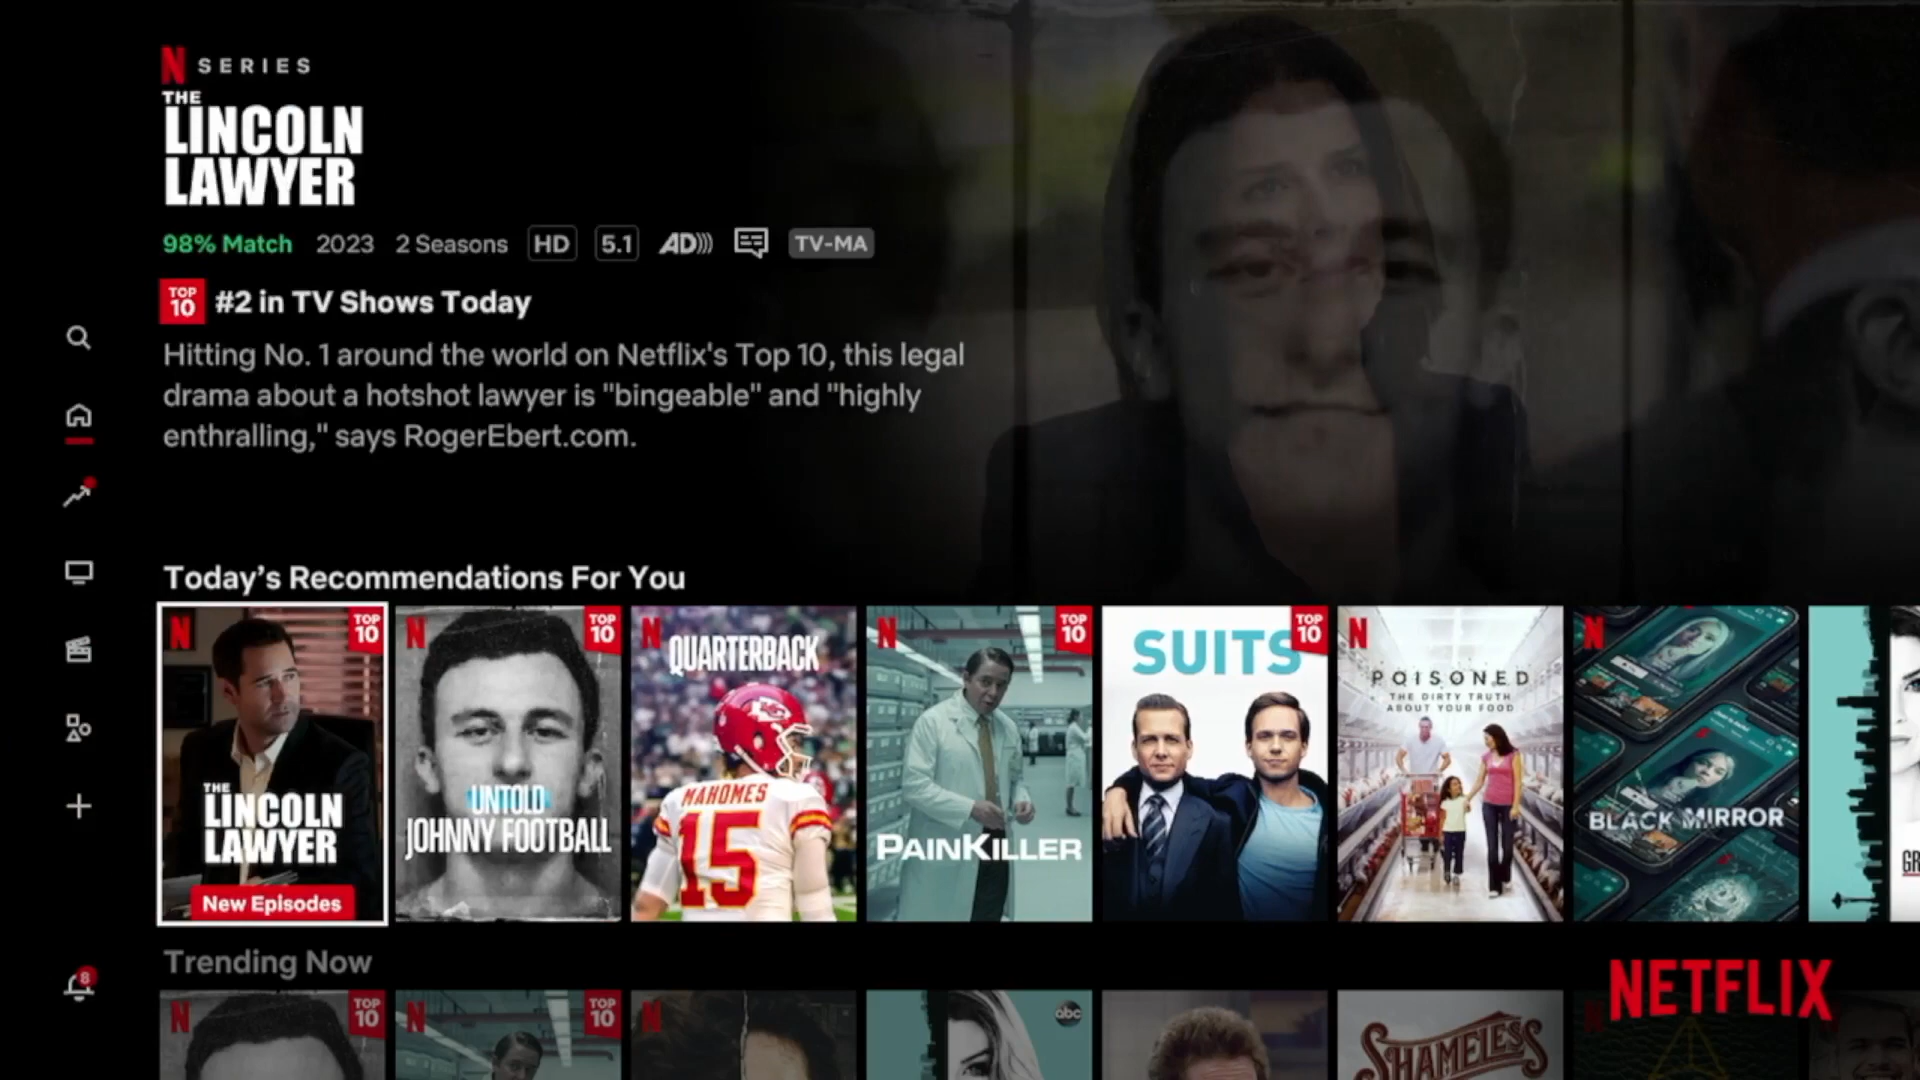 N SERIES
THE
LINCOLN
LAWYER
98% Match 2023 2 Seasons HD 5.1 AD))) TV-MA
TOP
10
#2 in TV Shows Today
Hitting No. 1 around the world on Netflix's Top 10, this legal
drama about a hotshot lawyer is "bingeable" and "highly
enthralling," says RogerEbert.com.
Today's Recommendations For You
N
TOP
10
THE
LINCOLN
LAWYER
New Episodes
N
TOP
10
UNTOLD
JOHNNY FOOTBALL
N
QUARTERBACK
MAHOMES
15
N
TOP
10
PAINKILLER
TOP
10
SUITS
N
POISONED
THE DIRTY TRUTH
ABOUT YOUR FOOD
N
BLACK MIRROR
GR
8
Trending Now
N
TOP
10
N
TOP
10
N
abc
SHAMELESS
NETFLIX